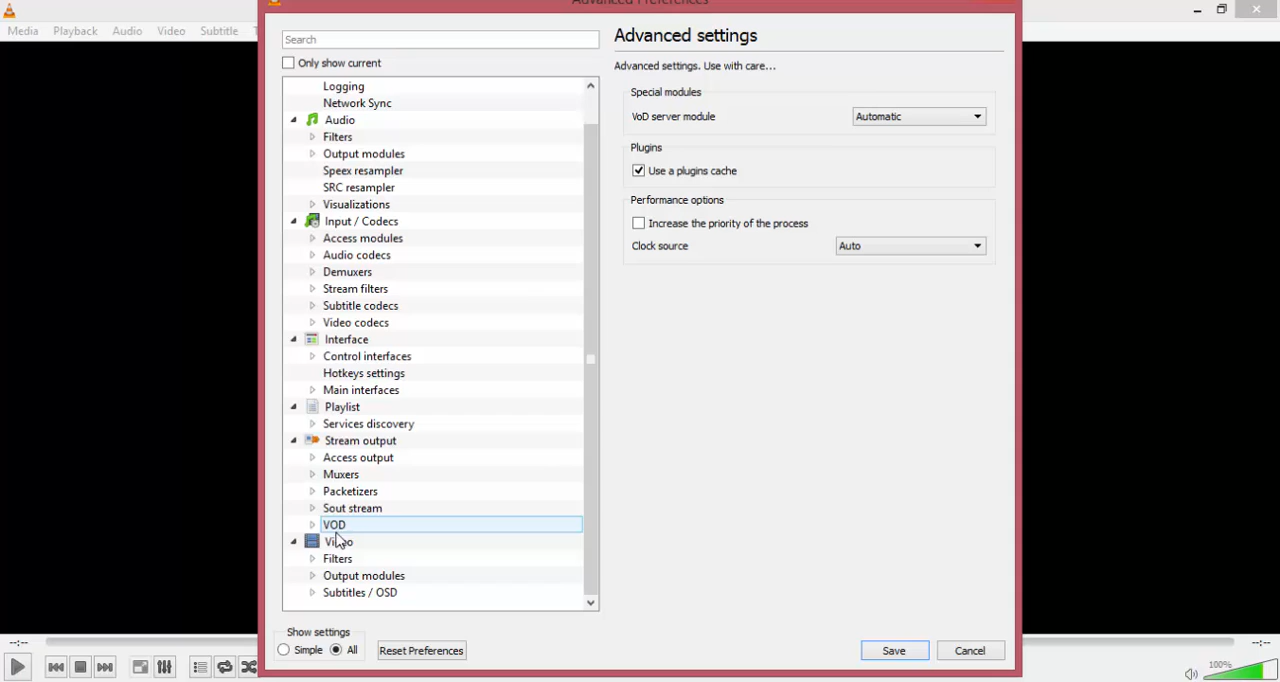 Advanced Preferences
Media Playback Audio Video Subtitle
Search
Only show current
Logging
Network Sync
Audio
Filters
Output modules
Speex resampler
SRC resampler
Visualizations
Input / Codecs
Access modules
Audio codecs
Demuxers
Stream filters
Subtitle codecs
Video codecs
Interface
Control interfaces
Hotkeys settings
Main interfaces
Playlist
Services discovery
Stream output
Access output
Muxers
Packetizers
Sout stream
VOD
Video
Filters
Output modules
Subtitles / OSD
Advanced settings
Advanced settings. Use with care...
Special modules
VoD server module Automatic
Plugins
Use a plugins cache
Performance options
Increase the priority of the process
Clock source Auto
Show settings
Simple All
Reset Preferences
Save
Cancel
--:--
--:--
100%